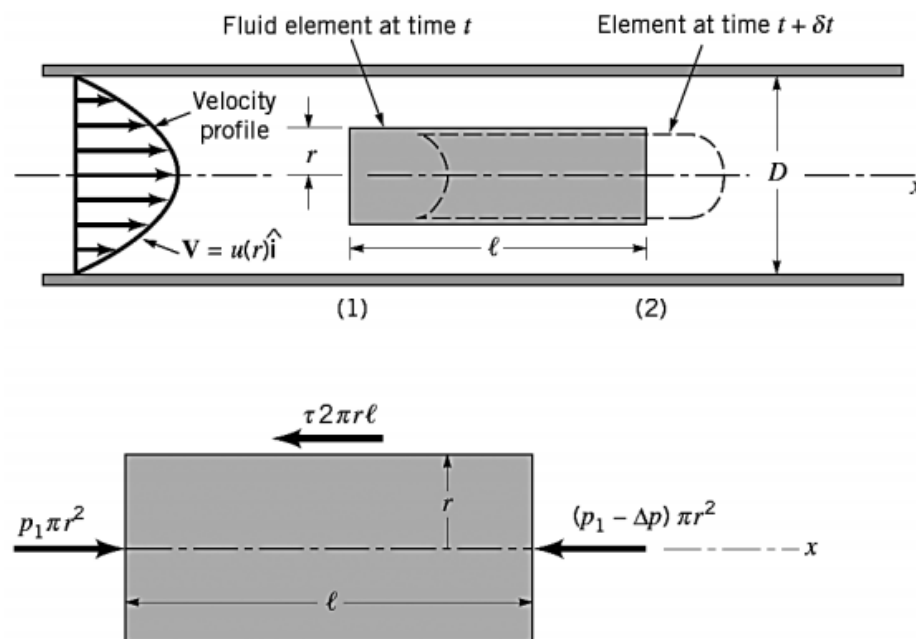 Fluid element at time t
Element at time t + δt
Velocity
profile
r
D
x
V = u(r)î
ℓ
(1)
(2)
τ2πrℓ
r
p₁πr²
(p₁ − Δp) πr²
x
ℓ